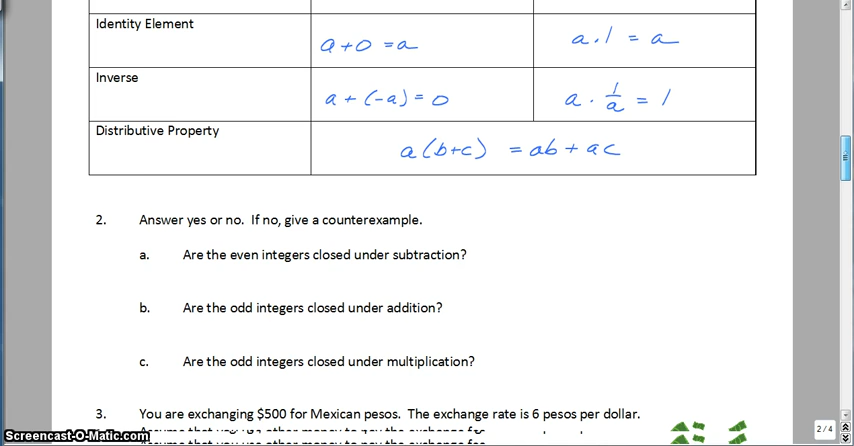 Identity Element
a + 0 = a
a · 1 = a
Inverse
a + (-a) = 0
a · 1/a = 1
Distributive Property
a(b+c) = ab + ac
2. Answer yes or no. If no, give a counterexample.
a. Are the even integers closed under subtraction?
b. Are the odd integers closed under addition?
c. Are the odd integers closed under multiplication?
3. You are exchanging $500 for Mexican pesos. The exchange rate is 6 pesos per dollar.
2/4
Screencast-O-Matic.com